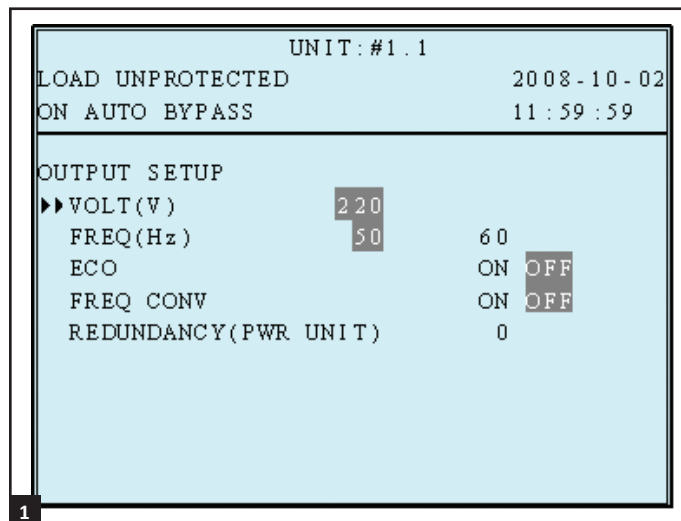 UNIT:#1.1
LOAD UNPROTECTED 2008-10-02
ON AUTO BYPASS 11:59:59
OUTPUT SETUP
VOLT(V) 220
FREQ(Hz) 50 60
ECO ON OFF
FREQ CONV ON OFF
REDUNDANCY(PWR UNIT) 0
1